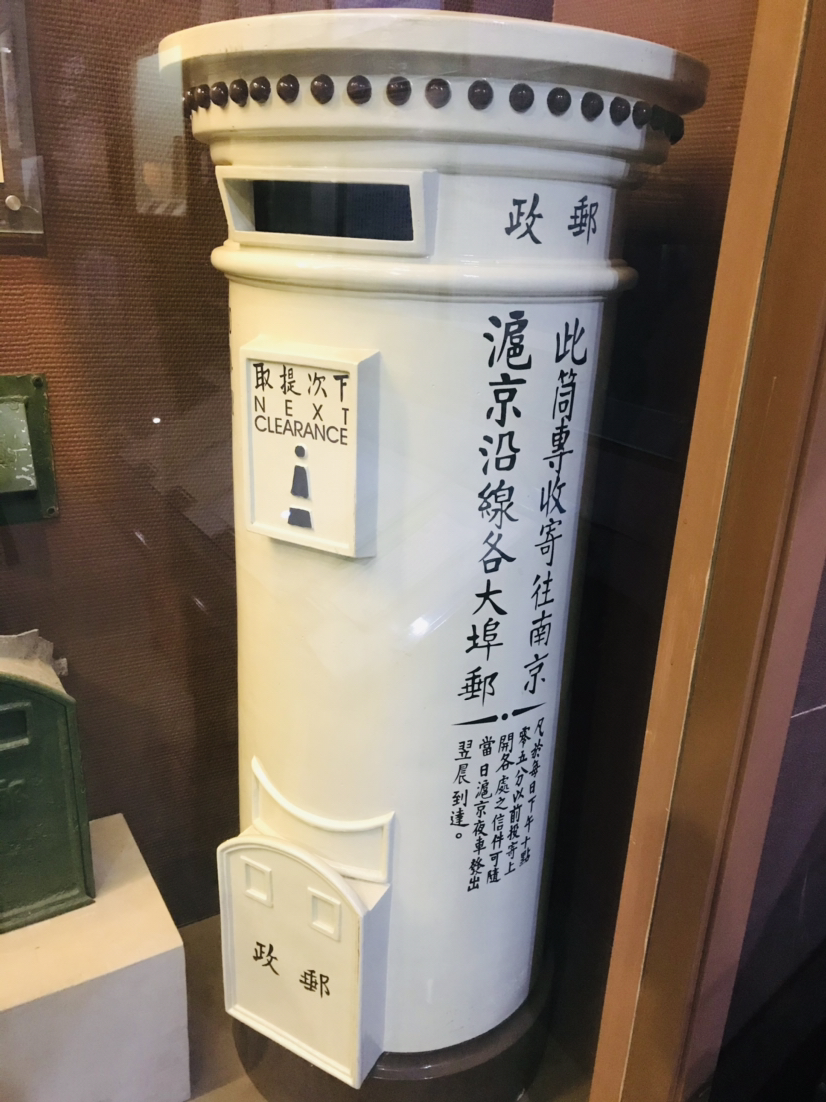 郵政
下次提取
NEXT
CLEARANCE
此筒專收寄往南京
滬京沿線各大埠郵
凡於每日下午十點
零五分以前投寄上
開各處之信件可隨
當日滬京夜車發出
翌晨到達。
郵政